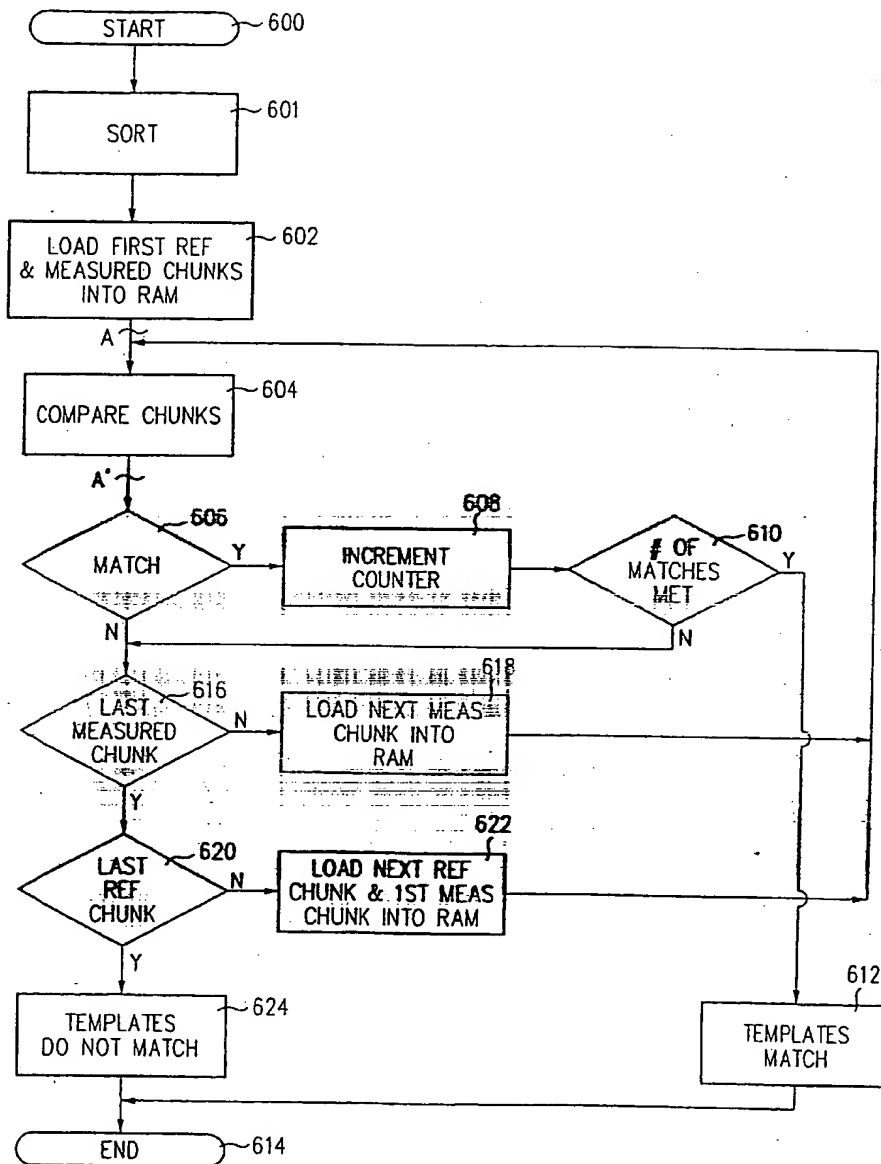 START
600
SORT
601
LOAD FIRST REF
& MEASURED CHUNKS
INTO RAM
602
A
COMPARE CHUNKS
604
A'
MATCH
606
Y
N
INCREMENT
COUNTER
608
# OF
MATCHES
MET
610
Y
N
LAST
MEASURED
CHUNK
616
N
Y
LOAD NEXT MEAS
CHUNK INTO
RAM
618
LAST
REF
CHUNK
620
N
Y
LOAD NEXT REF
CHUNK & 1ST MEAS
CHUNK INTO RAM
622
TEMPLATES
DO NOT MATCH
624
TEMPLATES
MATCH
612
END
614